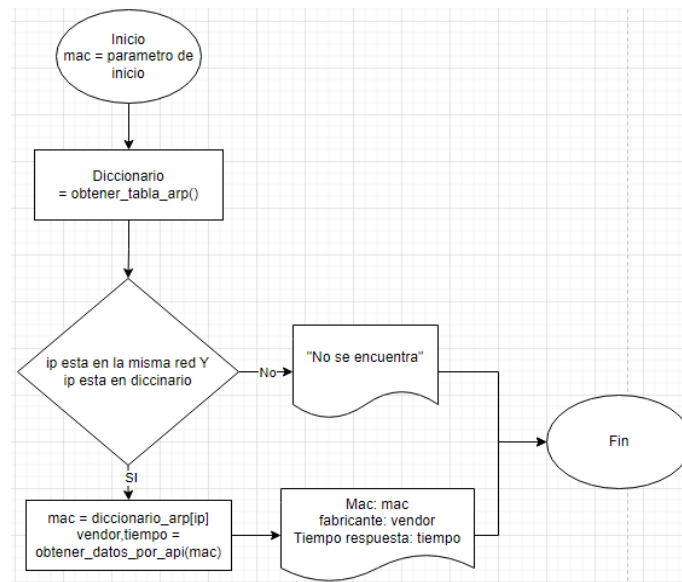 Inicio
mac = parametro de
inicio
Diccionario
= obtener_tabla_arp()
ip esta en la misma red Y
ip esta en diccinario
No
"No se encuentra"
Fin
SI
mac = diccionario_arp[ip]
vendor,tiempo =
obtener_datos_por_api(mac)
Mac: mac
fabricante: vendor
Tiempo respuesta: tiempo